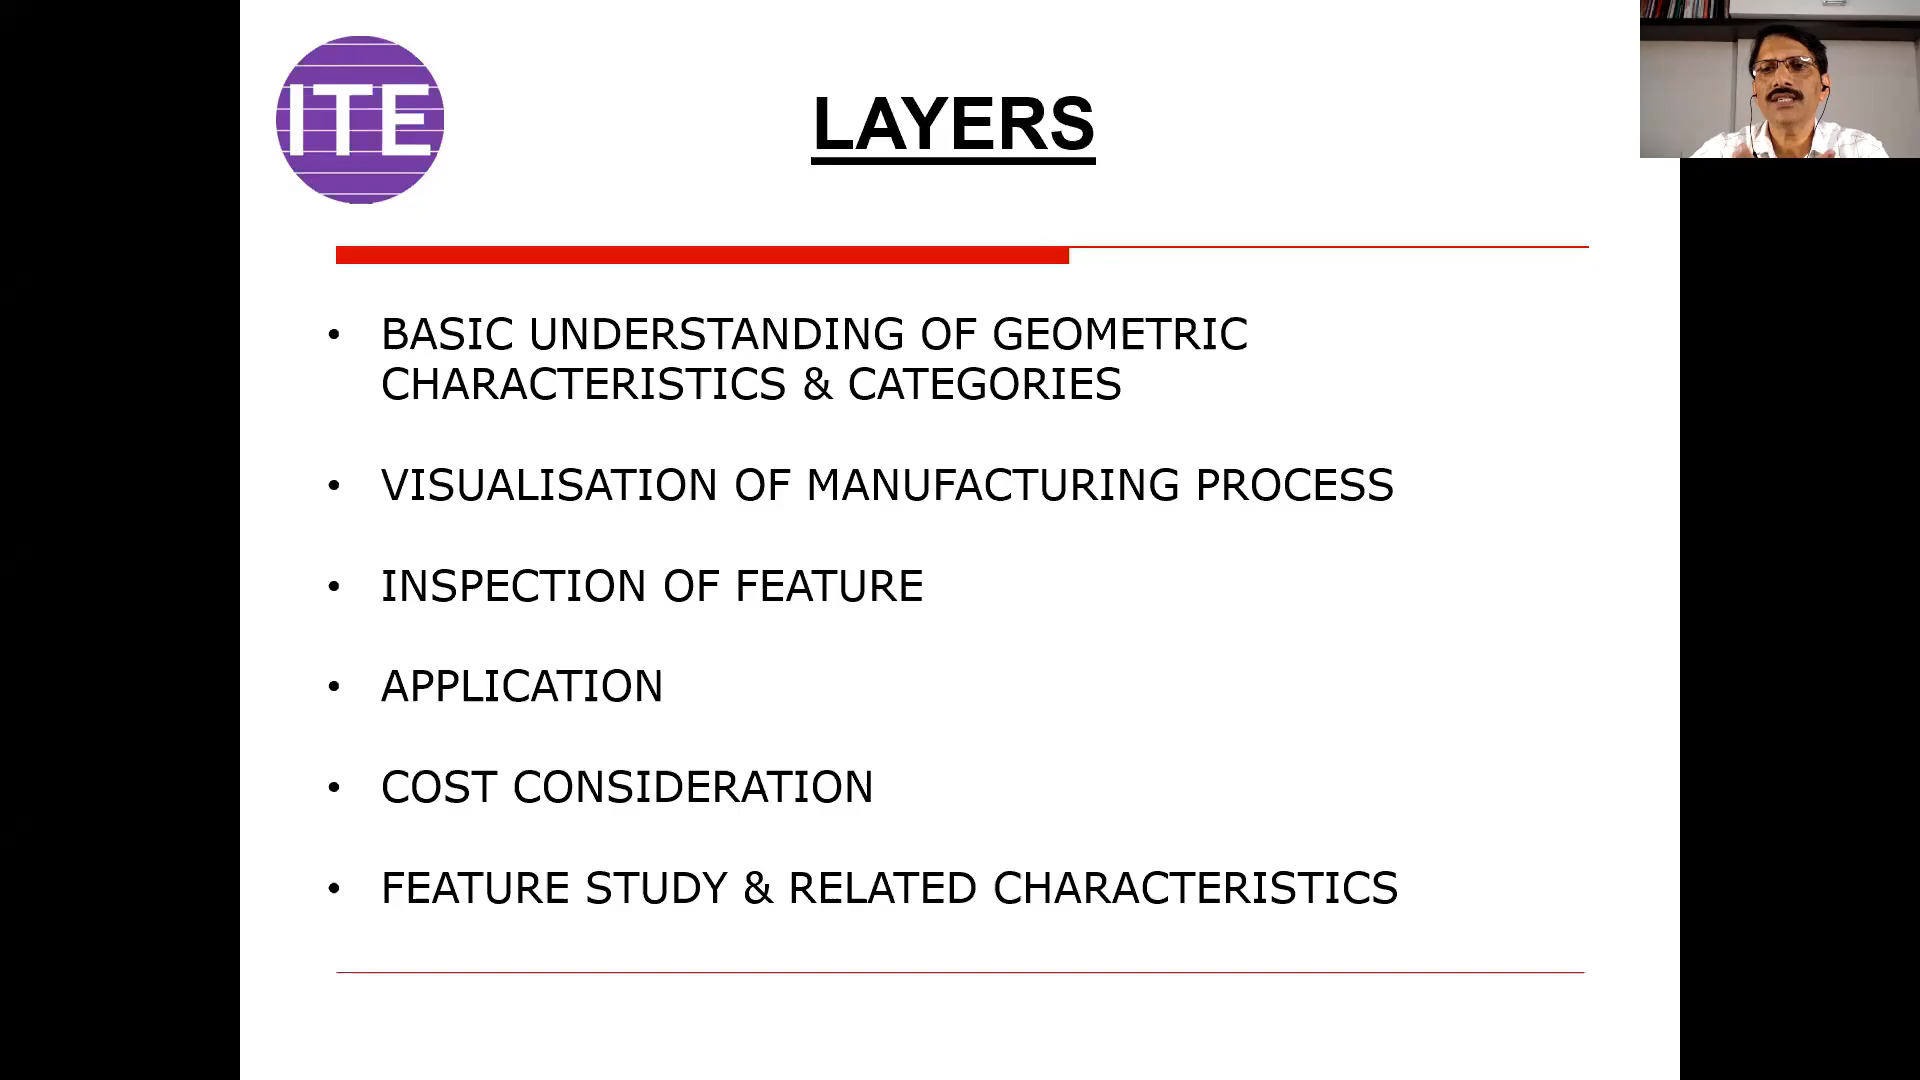 ITE
LAYERS
• BASIC UNDERSTANDING OF GEOMETRIC
CHARACTERISTICS & CATEGORIES
• VISUALISATION OF MANUFACTURING PROCESS
• INSPECTION OF FEATURE
• APPLICATION
• COST CONSIDERATION
• FEATURE STUDY & RELATED CHARACTERISTICS